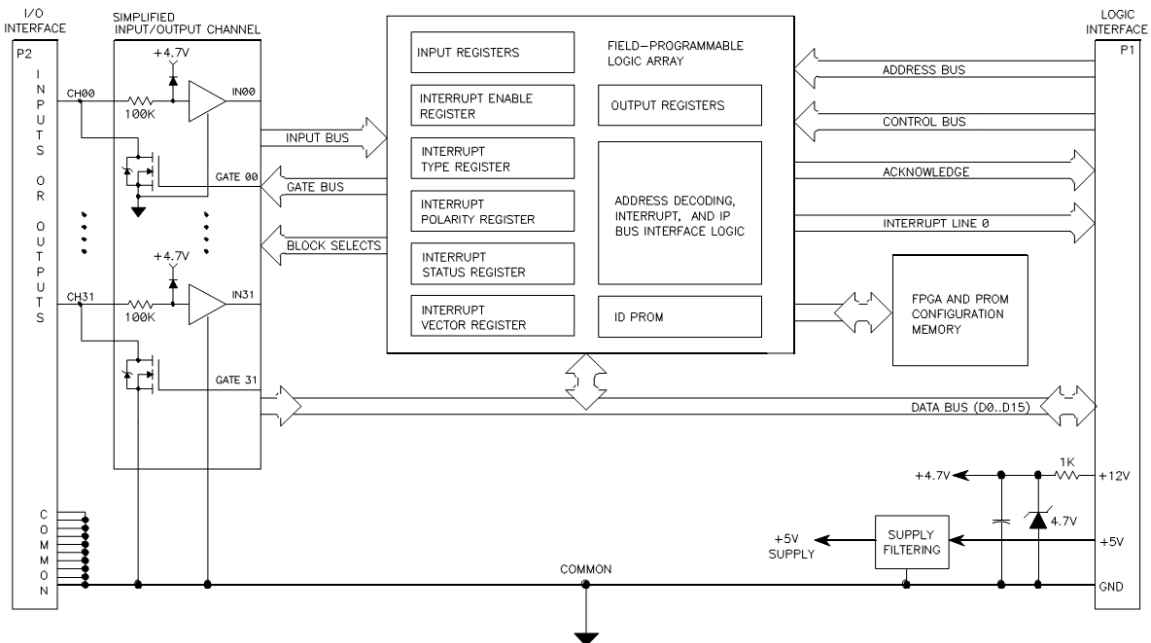 I/O
INTERFACE
P2
INPUTS OR OUTPUTS
COMMON
SIMPLIFIED
INPUT/OUTPUT CHANNEL
+4.7V
CH00
100K
IN00
GATE 00
+4.7V
CH31
100K
IN31
GATE 31
INPUT BUS
GATE BUS
BLOCK SELECTS
INPUT REGISTERS
INTERRUPT ENABLE
REGISTER
INTERRUPT
TYPE REGISTER
INTERRUPT
POLARITY REGISTER
INTERRUPT
STATUS REGISTER
INTERRUPT
VECTOR REGISTER
FIELD-PROGRAMMABLE
LOGIC ARRAY
OUTPUT REGISTERS
ADDRESS DECODING,
INTERRUPT, AND IP
BUS INTERFACE LOGIC
ID PROM
LOGIC
INTERFACE
P1
ADDRESS BUS
CONTROL BUS
ACKNOWLEDGE
INTERRUPT LINE 0
FPGA AND PROM
CONFIGURATION
MEMORY
DATA BUS (D0..D15)
1K
+4.7V
+12V
4.7V
+5V
SUPPLY
SUPPLY
FILTERING
+5V
COMMON
GND